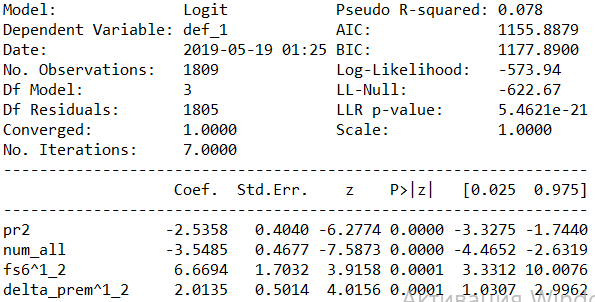 Model: Logit Pseudo R-squared: 0.078
Dependent Variable: def_1 AIC: 1155.8879
Date: 2019-05-19 01:25 BIC: 1177.8900
No. Observations: 1809 Log-Likelihood: -573.94
Df Model: 3 LL-Null: -622.67
Df Residuals: 1805 LLR p-value: 5.4621e-21
Converged: 1.0000 Scale: 1.0000
No. Iterations: 7.0000
Coef. Std.Err. z P>|z| [0.025 0.975]
pr2 -2.5358 0.4040 -6.2774 0.0000 -3.3275 -1.7440
num_all -3.5485 0.4677 -7.5873 0.0000 -4.4652 -2.6319
fs6^1_2 6.6694 1.7032 3.9158 0.0001 3.3312 10.0076
delta_prem^1_2 2.0135 0.5014 4.0156 0.0001 1.0307 2.9962